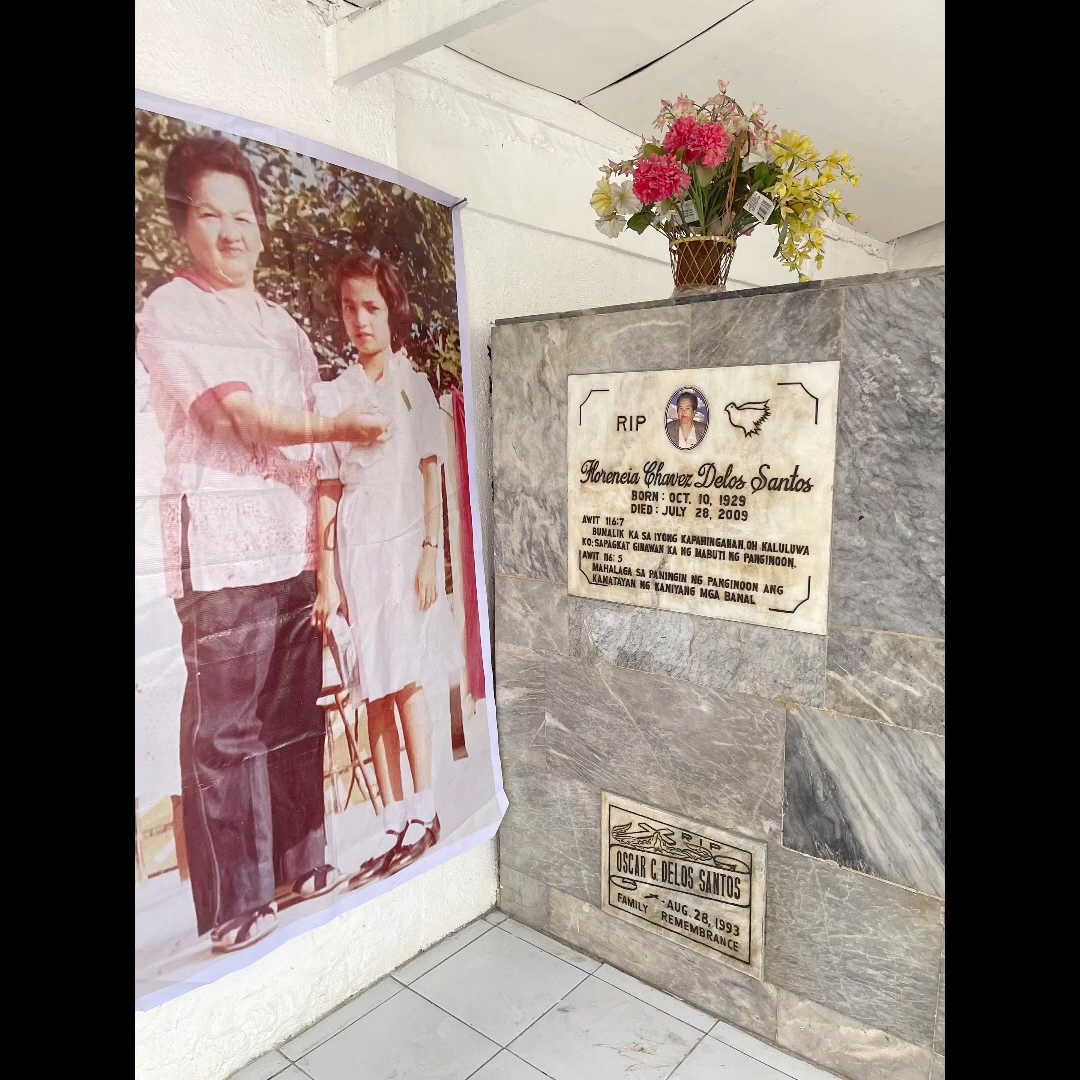 RIP
Florencia Chavez Delos Santos
BORN : OCT. 10, 1929
DIED : JULY 28, 2009
AWIT 116:7
BUMALIK KA SA IYONG KAPAHINGAHAN, OH KALULUWA
KO: SAPAGKAT GINAWAN KA NG MABUTI NG PANGINOON.
AWIT 116: 5
MAHALAGA SA PANINGIN NG PANGINOON ANG
KAMATAYAN NG KANIYANG MGA BANAL
RIP
OSCAR C. DELOS SANTOS
- AUG. 28, 1993
FAMILY REMEMBRANCE